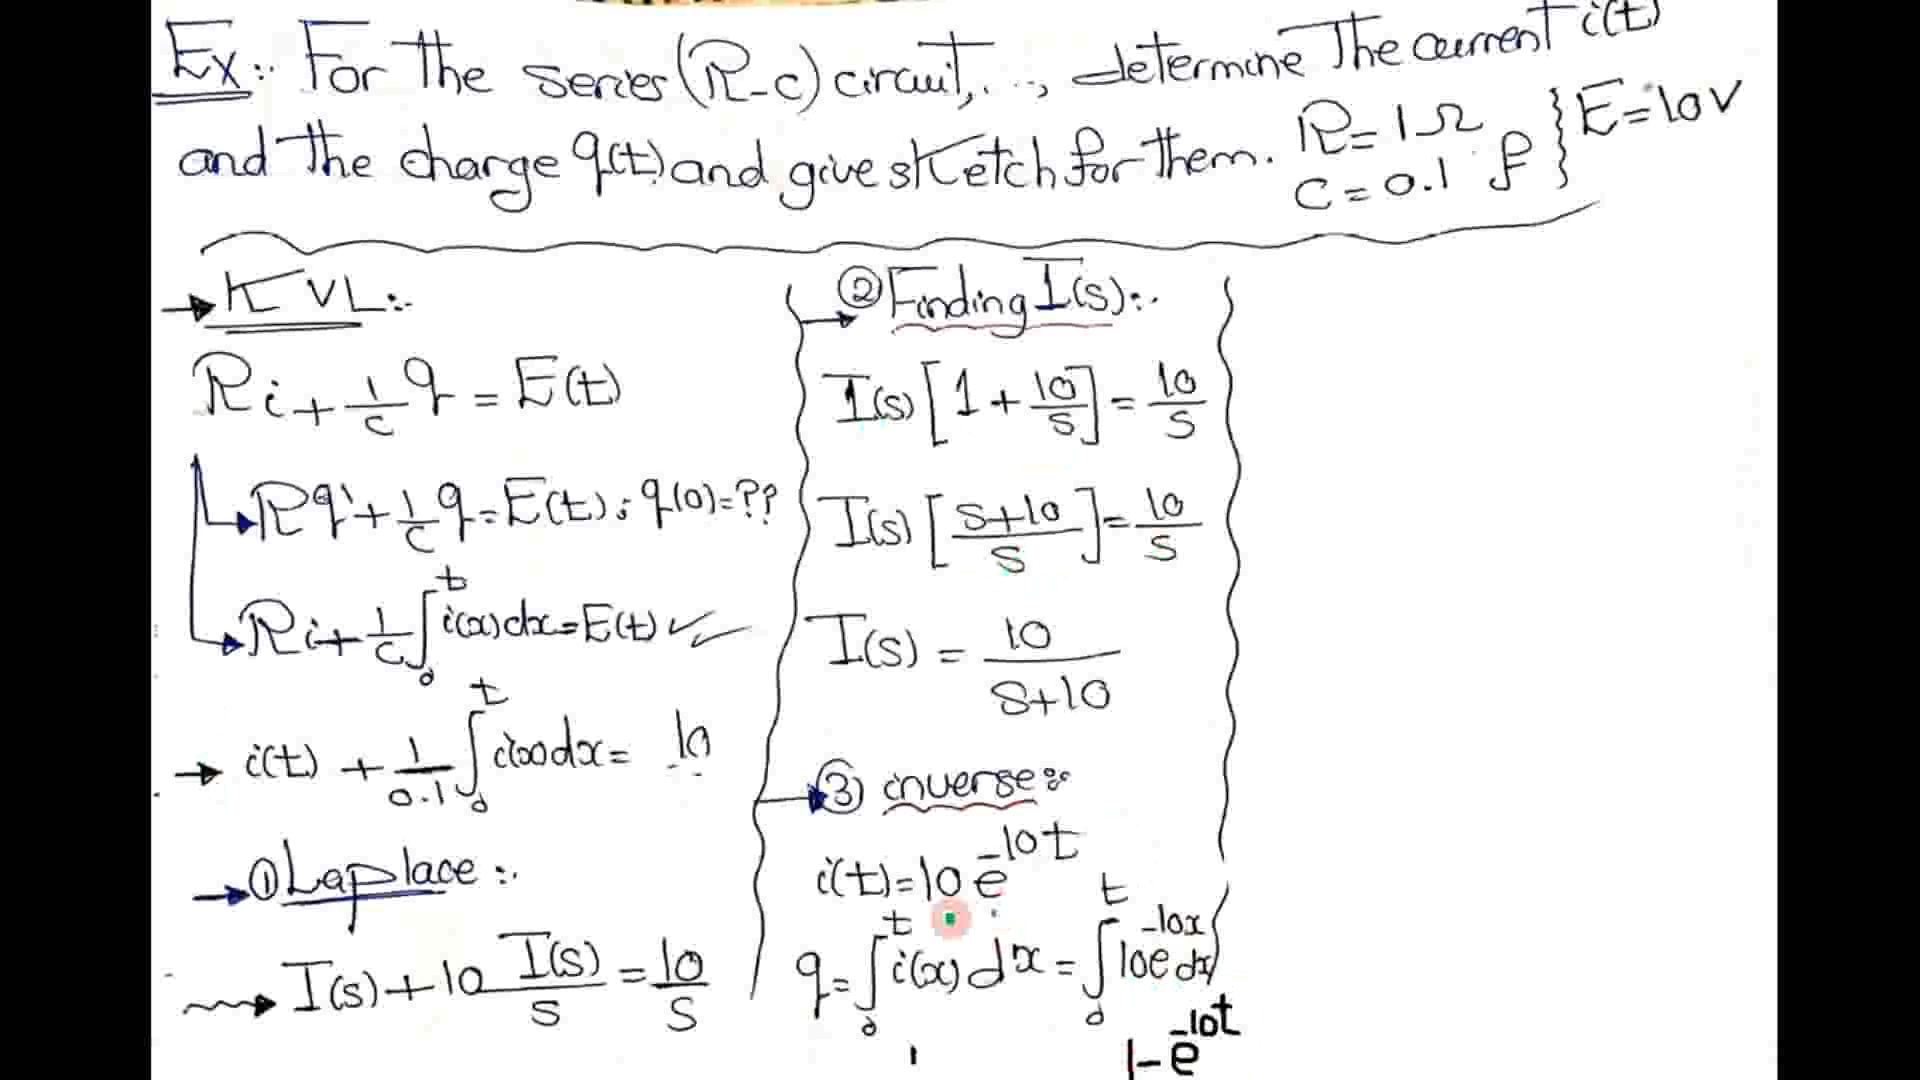 Ex:. For the series (R-c) circuit, ..., determine The current i(t)
and the charge q(t) and give sketch for them. R = 1Ω } E = 10V
c = 0.1 f
→ KVL:.
Ri + 1/c q = E(t)
Rq' + 1/c q = E(t) ; q(0) = ??
Ri + 1/c ∫₀ᵗ i(x)dx = E(t) ✓✓
→ i(t) + 1/0.1 ∫₀ᵗ i(x)dx = 10
→ ① Laplace:.
I(s) + 10 I(s)/s = 10/s
→ ② Finding I(s):.
I(s) [1 + 10/s] = 10/s
I(s) [(s+10)/s] = 10/s
I(s) = 10/(s+10)
→ ③ inverse:
i(t) = 10 e^-10t
q = ∫₀ᵗ i(x) dx = ∫₀ᵗ 10e^-10x dx
1 - e^-10t